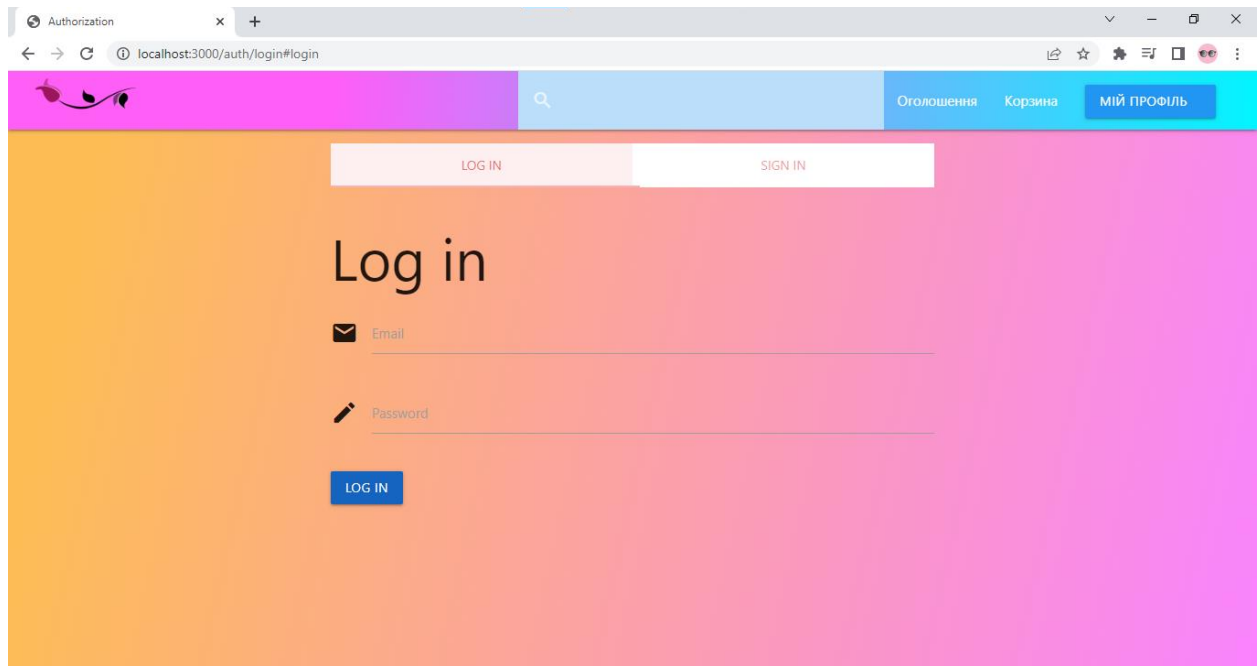 Authorization
localhost:3000/auth/login#login
Оголошення Корзина МІЙ ПРОФІЛЬ
LOG IN SIGN IN
Log in
Email
Password
LOG IN